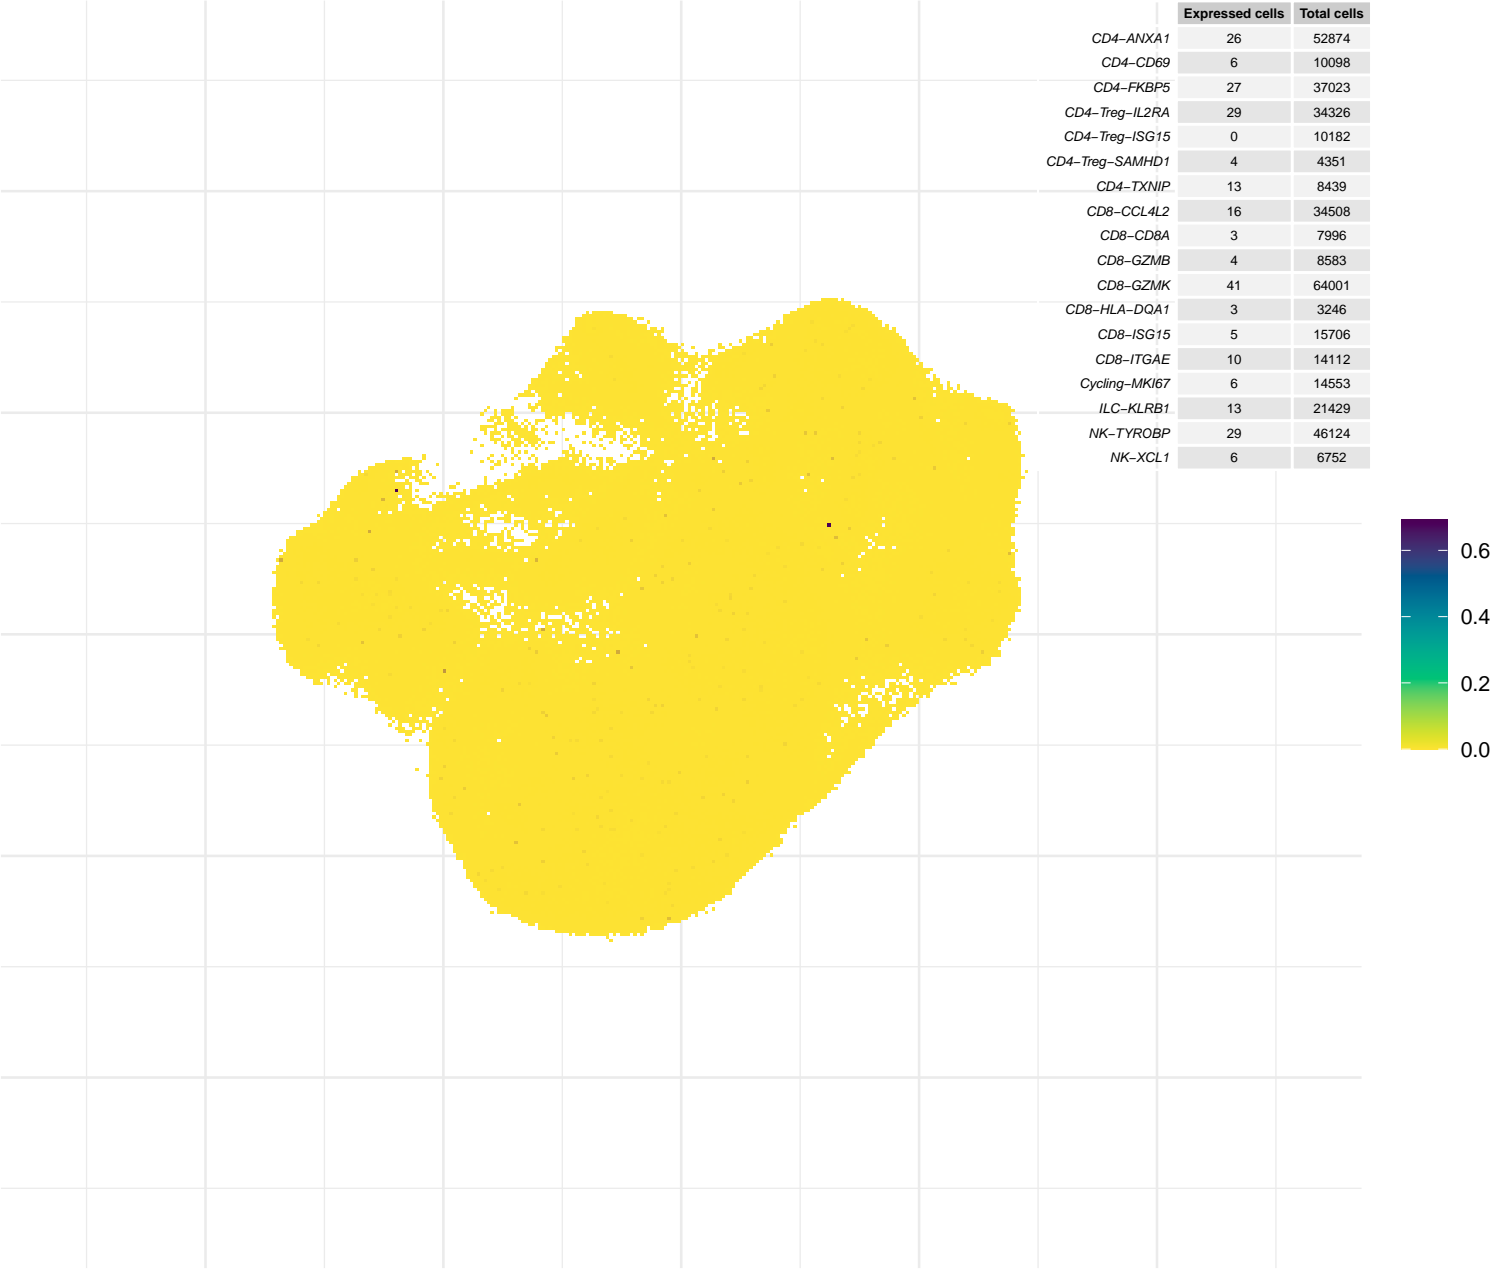 Expressed cells Total cells
CD4−ANXA1 26 52874
CD4−CD69 6 10098
CD4−FKBP5 27 37023
CD4−Treg−IL2RA 29 34326
CD4−Treg−ISG15 0 10182
CD4−Treg−SAMHD1 4 4351
CD4−TXNIP 13 8439
CD8−CCL4L2 16 34508
CD8−CD8A 3 7996
CD8−GZMB 4 8583
CD8−GZMK 41 64001
CD8−HLA−DQA1 3 3246
CD8−ISG15 5 15706
CD8−ITGAE 10 14112
Cycling−MKI67 6 14553
ILC−KLRB1 13 21429
NK−TYROBP 29 46124
NK−XCL1 6 6752
0.6
0.4
0.2
0.0